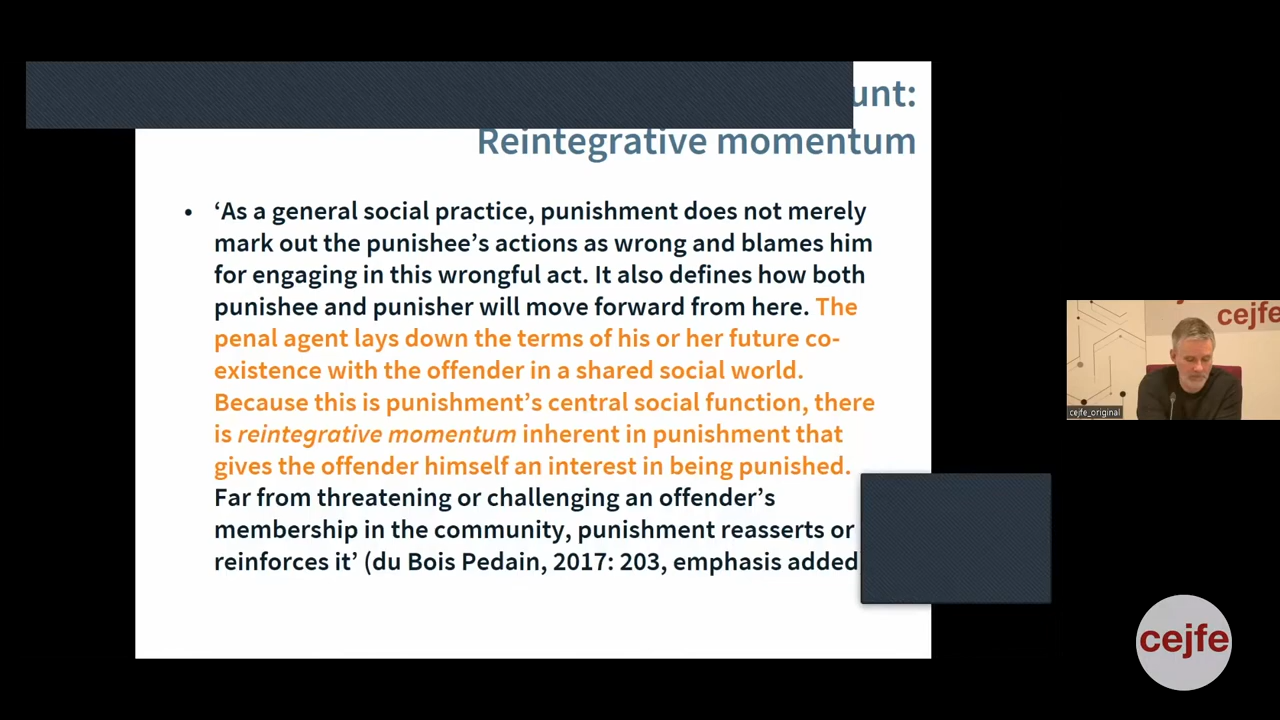 unt:
Reintegrative momentum
• ‘As a general social practice, punishment does not merely
mark out the punishee’s actions as wrong and blames him
for engaging in this wrongful act. It also defines how both
punishee and punisher will move forward from here. The
penal agent lays down the terms of his or her future co-
existence with the offender in a shared social world.
Because this is punishment’s central social function, there
is reintegrative momentum inherent in punishment that
gives the offender himself an interest in being punished.
Far from threatening or challenging an offender’s
membership in the community, punishment reasserts or
reinforces it’ (du Bois Pedain, 2017: 203, emphasis added
cejfe
cejfe_original
cejfe